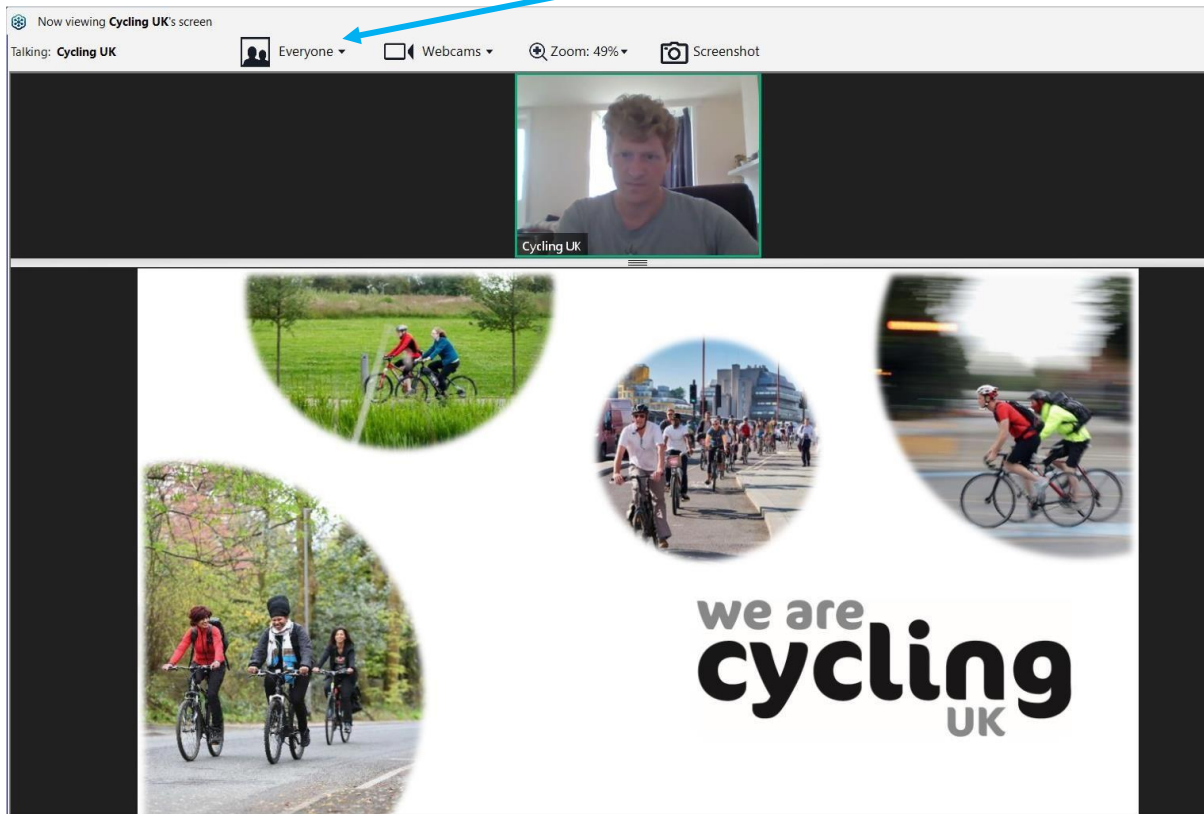 Now viewing Cycling UK's screen
Talking: Cycling UK Everyone Webcams Zoom: 49% Screenshot
Cycling UK
we are
cycling
UK